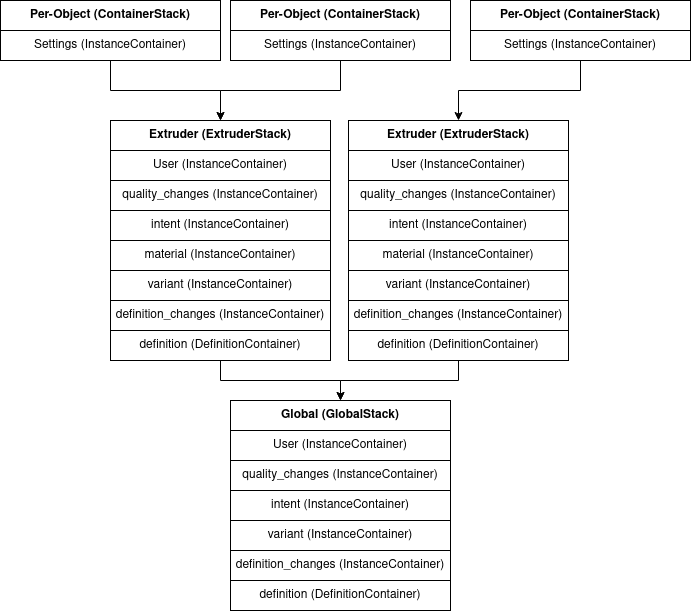 Per-Object (ContainerStack)
Settings (InstanceContainer)
Per-Object (ContainerStack)
Settings (InstanceContainer)
Per-Object (ContainerStack)
Settings (InstanceContainer)
Extruder (ExtruderStack)
User (InstanceContainer)
quality_changes (InstanceContainer)
intent (InstanceContainer)
material (InstanceContainer)
variant (InstanceContainer)
definition_changes (InstanceContainer)
definition (DefinitionContainer)
Extruder (ExtruderStack)
User (InstanceContainer)
quality_changes (InstanceContainer)
intent (InstanceContainer)
material (InstanceContainer)
variant (InstanceContainer)
definition_changes (InstanceContainer)
definition (DefinitionContainer)
Global (GlobalStack)
User (InstanceContainer)
quality_changes (InstanceContainer)
intent (InstanceContainer)
variant (InstanceContainer)
definition_changes (InstanceContainer)
definition (DefinitionContainer)